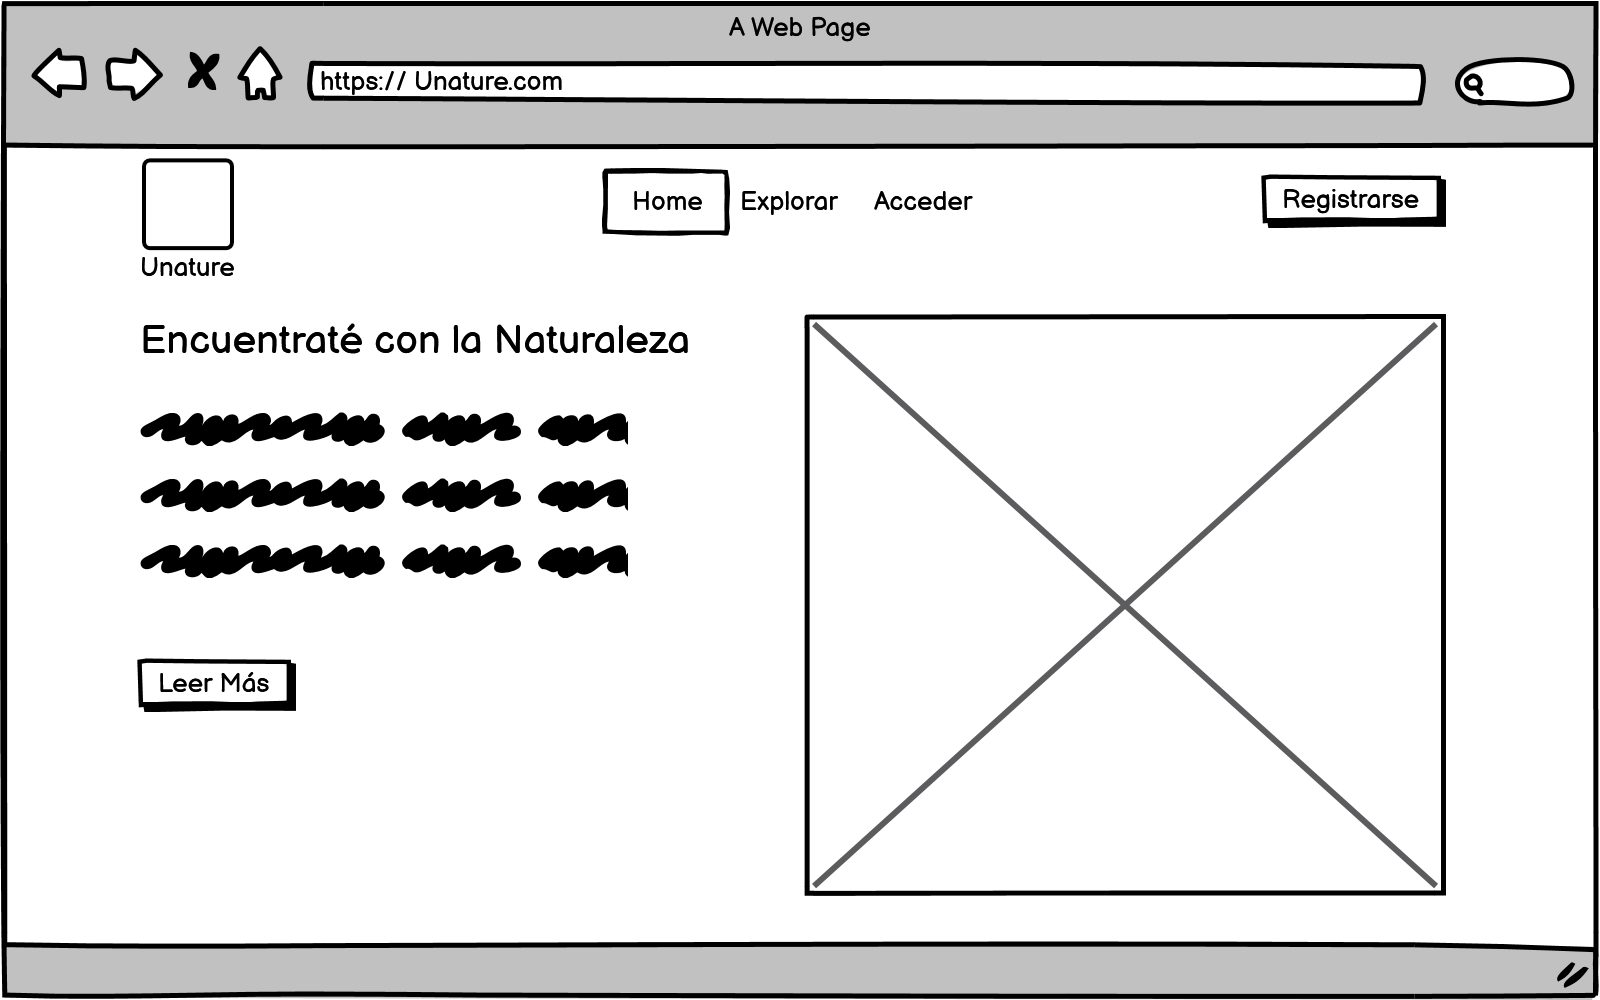 A Web Page
https:// Unature.com
Home Explorar Acceder Registrarse
Unature
Encuentraté con la Naturaleza
Leer Más